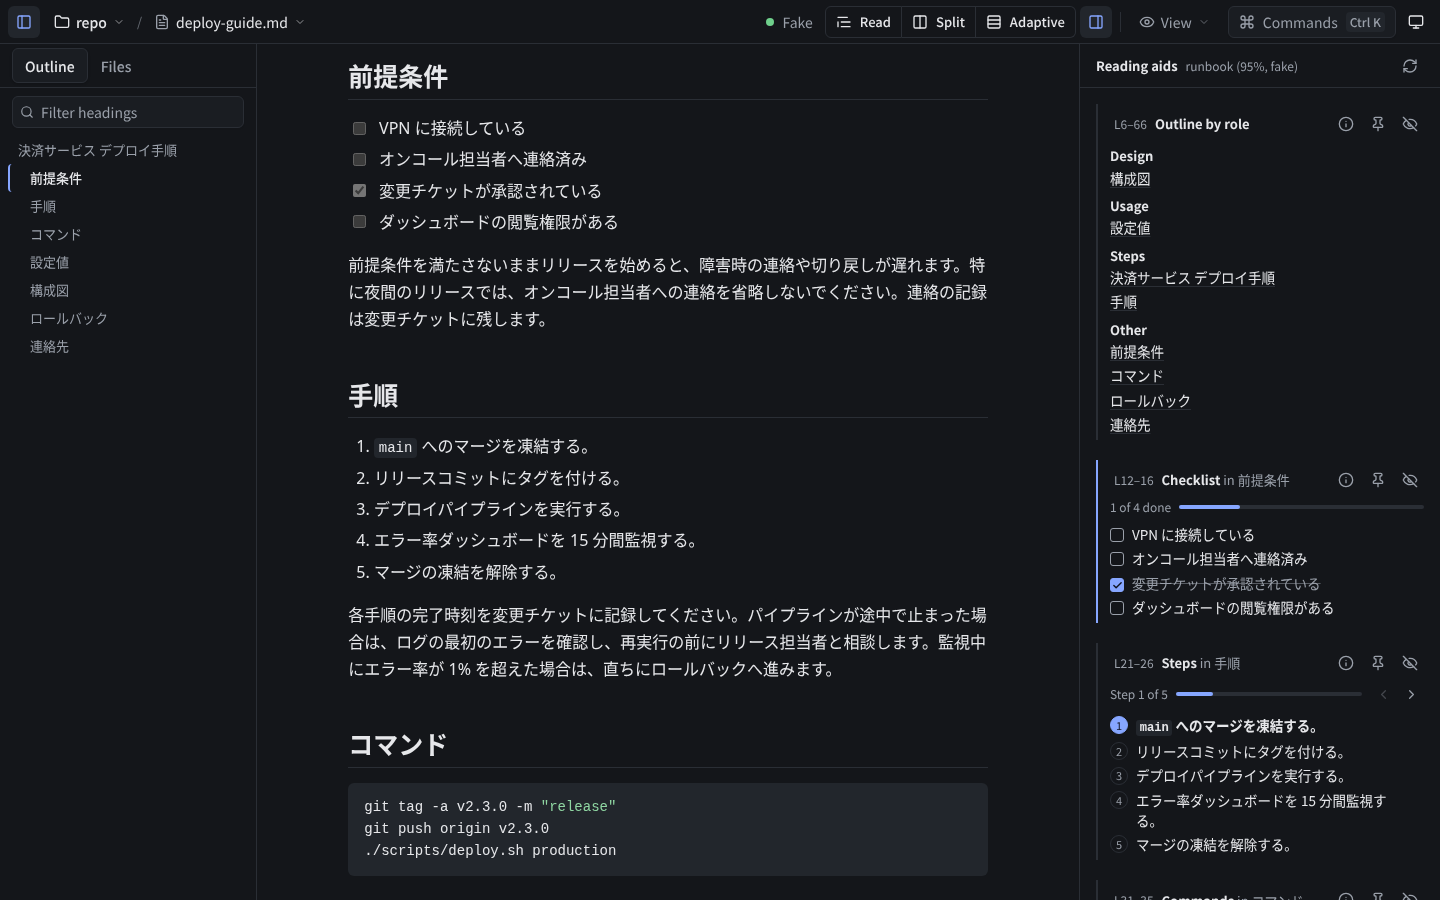 repo / deploy-guide.md
Fake
Read
Split
Adaptive
View
Commands Ctrl K
Outline
Files
Filter headings
決済サービス デプロイ手順
前提条件
手順
コマンド
設定値
構成図
ロールバック
連絡先
前提条件
VPN に接続している
オンコール担当者へ連絡済み
変更チケットが承認されている
ダッシュボードの閲覧権限がある
前提条件を満たさないままリリースを始めると、障害時の連絡や切り戻しが遅れます。特
に夜間のリリースでは、オンコール担当者への連絡を省略しないでください。連絡の記録
は変更チケットに残します。
手順
1. main へのマージを凍結する。
2. リリースコミットにタグを付ける。
3. デプロイパイプラインを実行する。
4. エラー率ダッシュボードを 15 分間監視する。
5. マージの凍結を解除する。
各手順の完了時刻を変更チケットに記録してください。パイプラインが途中で止まった場
合は、ログの最初のエラーを確認し、再実行の前にリリース担当者と相談します。監視中
にエラー率が 1% を超えた場合は、直ちにロールバックへ進みます。
コマンド
git tag -a v2.3.0 -m "release"
git push origin v2.3.0
./scripts/deploy.sh production
Reading aids runbook (95%, fake)
L6–66 Outline by role
Design
構成図
Usage
設定値
Steps
決済サービス デプロイ手順
手順
Other
前提条件
コマンド
ロールバック
連絡先
L12–16 Checklist in 前提条件
1 of 4 done
VPN に接続している
オンコール担当者へ連絡済み
変更チケットが承認されている
ダッシュボードの閲覧権限がある
L21–26 Steps in 手順
Step 1 of 5
1 main へのマージを凍結する。
2 リリースコミットにタグを付ける。
3 デプロイパイプラインを実行する。
4 エラー率ダッシュボードを 15 分間監視す
る。
5 マージの凍結を解除する。
Commands in コマンド